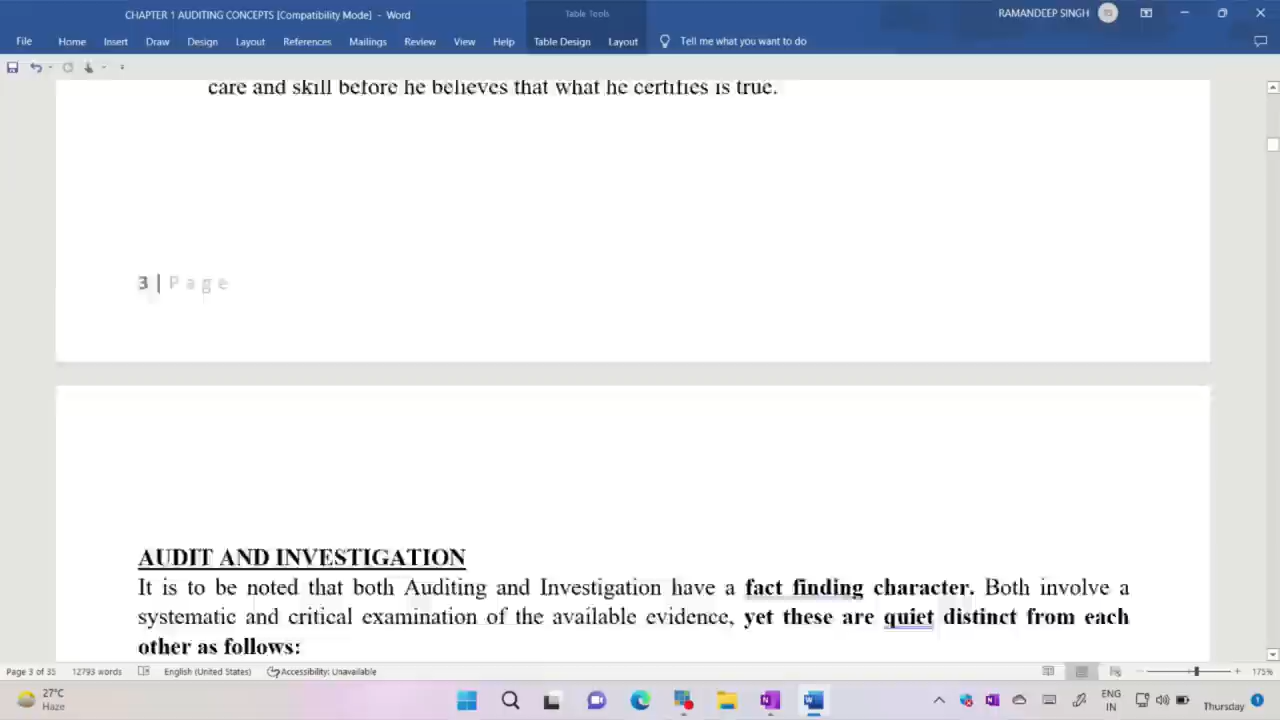 CHAPTER 1 AUDITING CONCEPTS [Compatibility Mode] - Word
Table Tools
RAMANDEEP SINGH
RS
File Home Insert Draw Design Layout References Mailings Review View Help Table Design Layout Tell me what you want to do
care and skill before he believes that what he certifies is true.
3 | Page
AUDIT AND INVESTIGATION
It is to be noted that both Auditing and Investigation have a fact finding character. Both involve a
systematic and critical examination of the available evidence, yet these are quiet distinct from each
other as follows:
Page 3 of 35 12793 words English (United States) Accessibility: Unavailable 175%
27°C
Haze
ENG
IN
Thursday